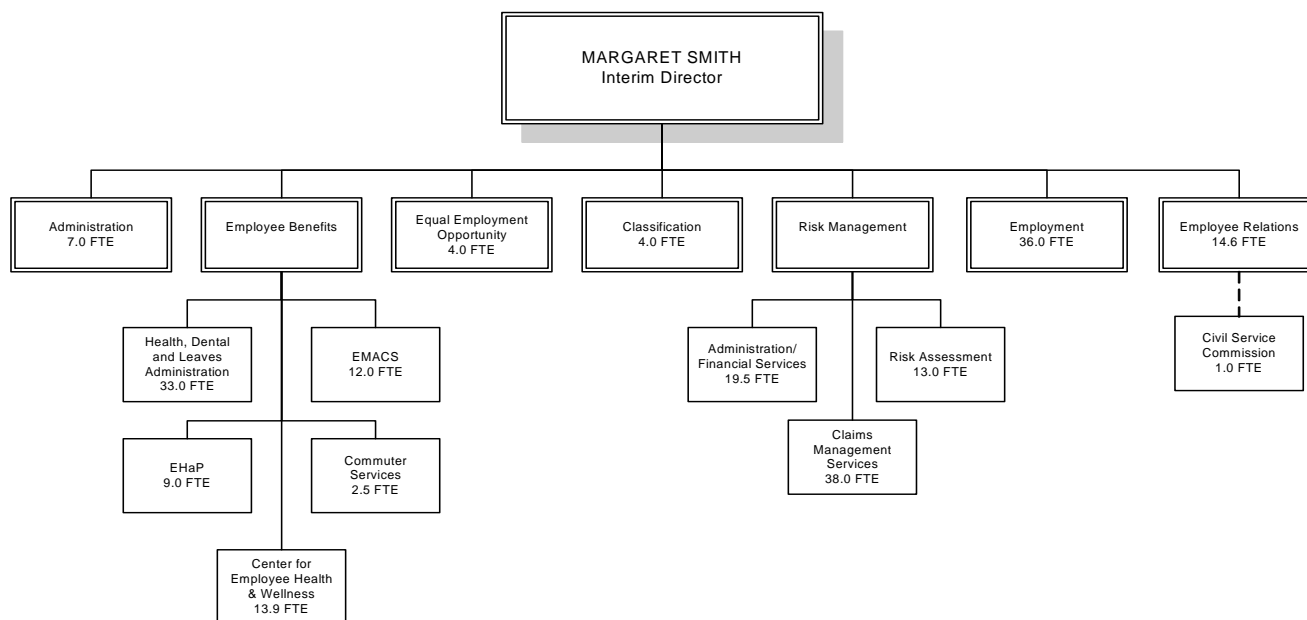 MARGARET SMITH
Interim Director
Administration
7.0 FTE
Employee Benefits
Equal Employment
Opportunity
4.0 FTE
Classification
4.0 FTE
Risk Management
Employment
36.0 FTE
Employee Relations
14.6 FTE
Health, Dental
and Leaves
Administration
33.0 FTE
EMACS
12.0 FTE
Administration/
Financial Services
19.5 FTE
Risk Assessment
13.0 FTE
Civil Service
Commission
1.0 FTE
EHaP
9.0 FTE
Commuter
Services
2.5 FTE
Claims
Management
Services
38.0 FTE
Center for
Employee Health
& Wellness
13.9 FTE